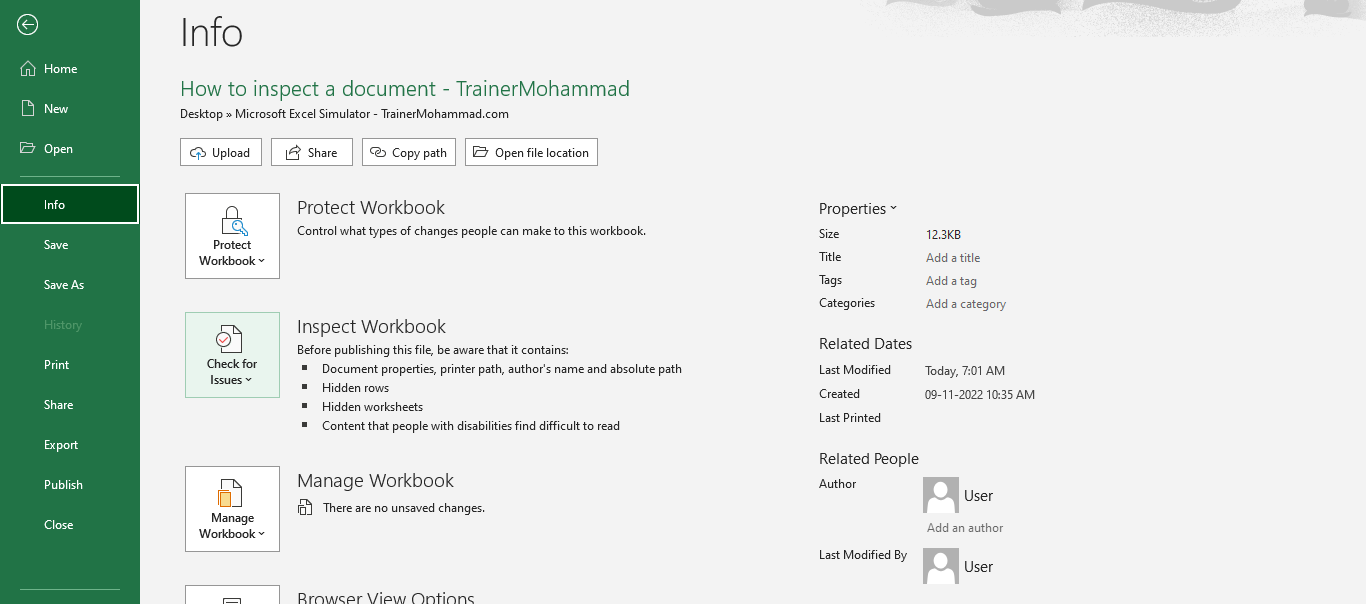 Info
How to inspect a document - TrainerMohammad
Desktop » Microsoft Excel Simulator - TrainerMohammad.com
Upload
Share
Copy path
Open file location
Home
New
Open
Info
Save
Save As
History
Print
Share
Export
Publish
Close
Protect
Workbook
Protect Workbook
Control what types of changes people can make to this workbook.
Check for
Issues
Inspect Workbook
Before publishing this file, be aware that it contains:
Document properties, printer path, author's name and absolute path
Hidden rows
Hidden worksheets
Content that people with disabilities find difficult to read
Manage
Workbook
Manage Workbook
There are no unsaved changes.
Browser View Options
Properties
Size 12.3KB
Title Add a title
Tags Add a tag
Categories Add a category
Related Dates
Last Modified Today, 7:01 AM
Created 09-11-2022 10:35 AM
Last Printed
Related People
Author User
Add an author
Last Modified By User